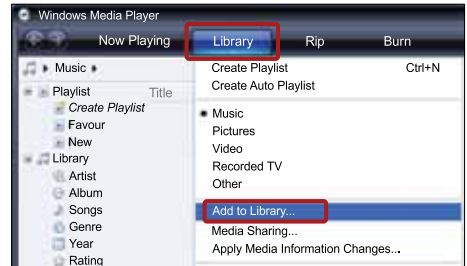 Windows Media Player
Now Playing Library Rip Burn
Music
Playlist Title
Create Playlist
Favour
New
Library
Artist
Album
Songs
Genre
Year
Rating
Create Playlist Ctrl+N
Create Auto Playlist
Music
Pictures
Video
Recorded TV
Other
Add to Library...
Media Sharing...
Apply Media Information Changes...